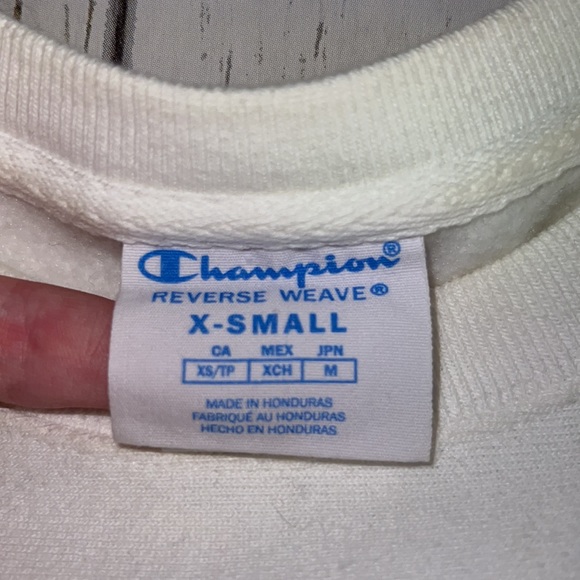 Champion®
REVERSE WEAVE®
X-SMALL
CA MEX JPN
XS/TP XCH M
MADE IN HONDURAS
FABRIQUÉ AU HONDURAS
HECHO EN HONDURAS